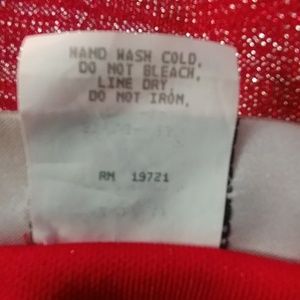 HAND WASH COLD.
DO NOT BLEACH.
LINE DRY.
DO NOT IRON.
RN 19721